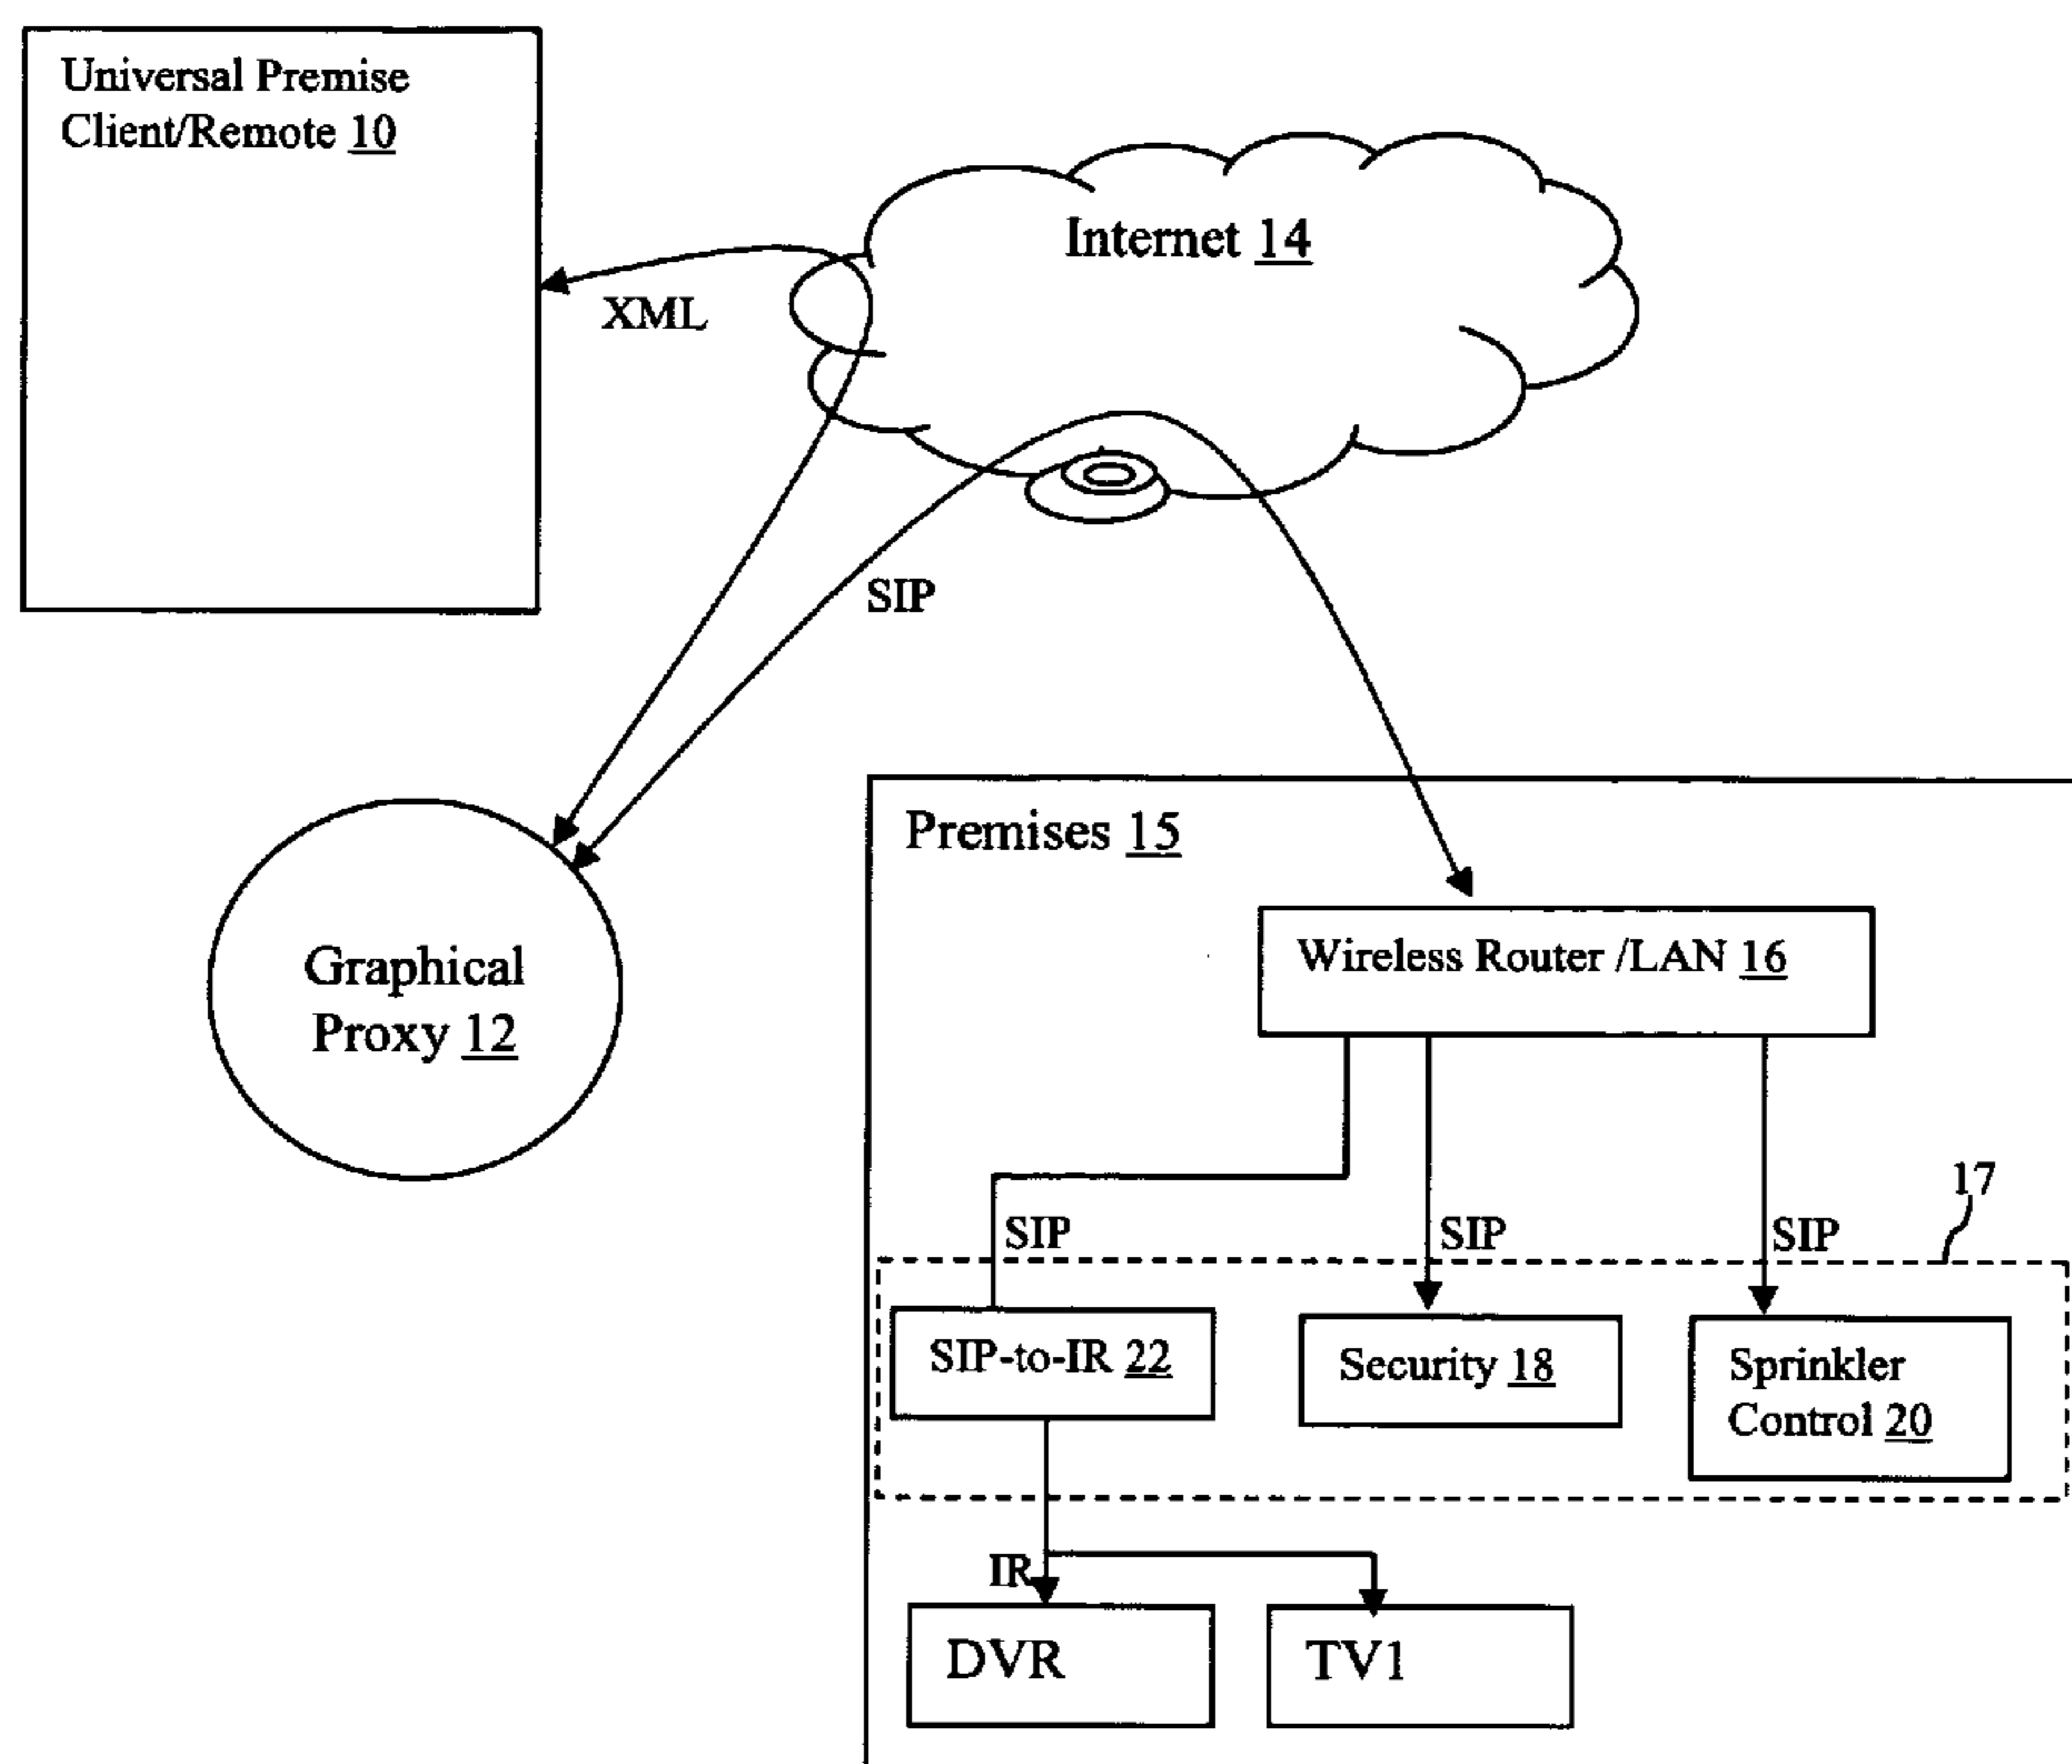 Universal Premise
Client/Remote 10
Internet 14
XML
SIP
Premises 15
Wireless Router /LAN 16
Graphical
Proxy 12
17
SIP
SIP
SIP
SIP-to-IR 22
Security 18
Sprinkler
Control 20
IR
DVR
TV1